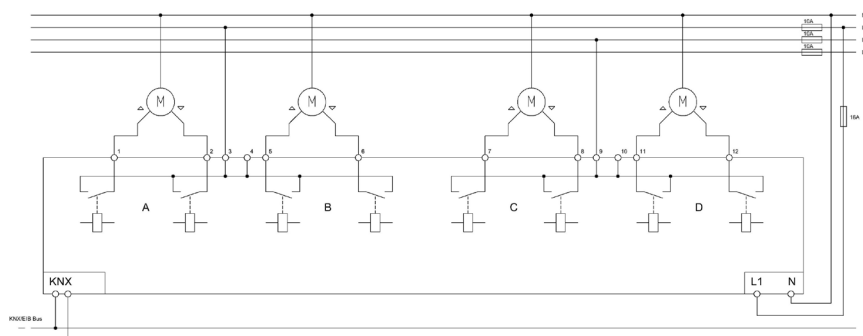 10A
10A
10A
16A
M M M M
1 2 3 4 5 6 7 8 9 10 11 12
A B C D
KNX L1 N
KNX/EIB Bus